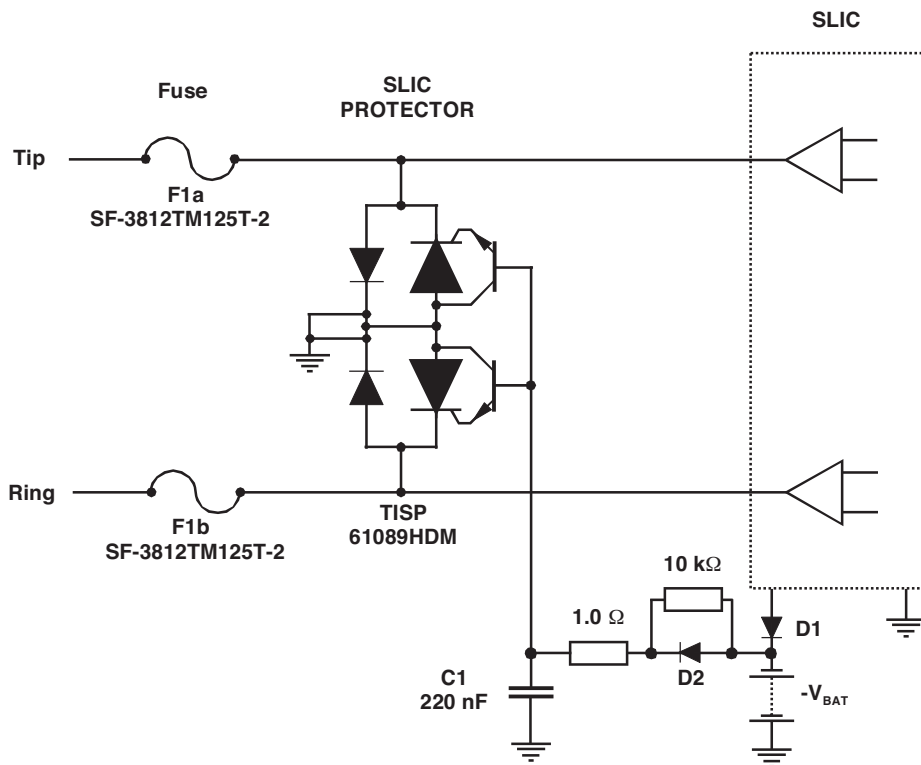 SLIC
Fuse
SLIC
PROTECTOR
Tip
F1a
SF-3812TM125T-2
Ring
F1b
SF-3812TM125T-2
TISP
61089HDM
10 kΩ
1.0 Ω
D1
D2
C1
220 nF
-VBAT